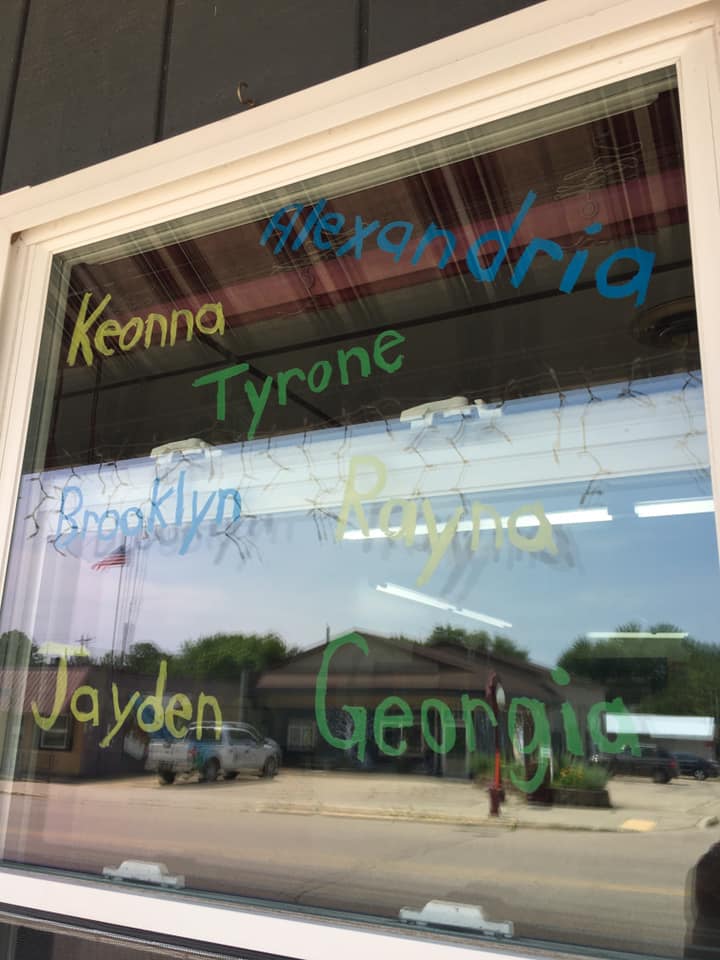 Alexandria
Keonna
Tyrone
Brooklyn
Rayna
Jayden
Georgia